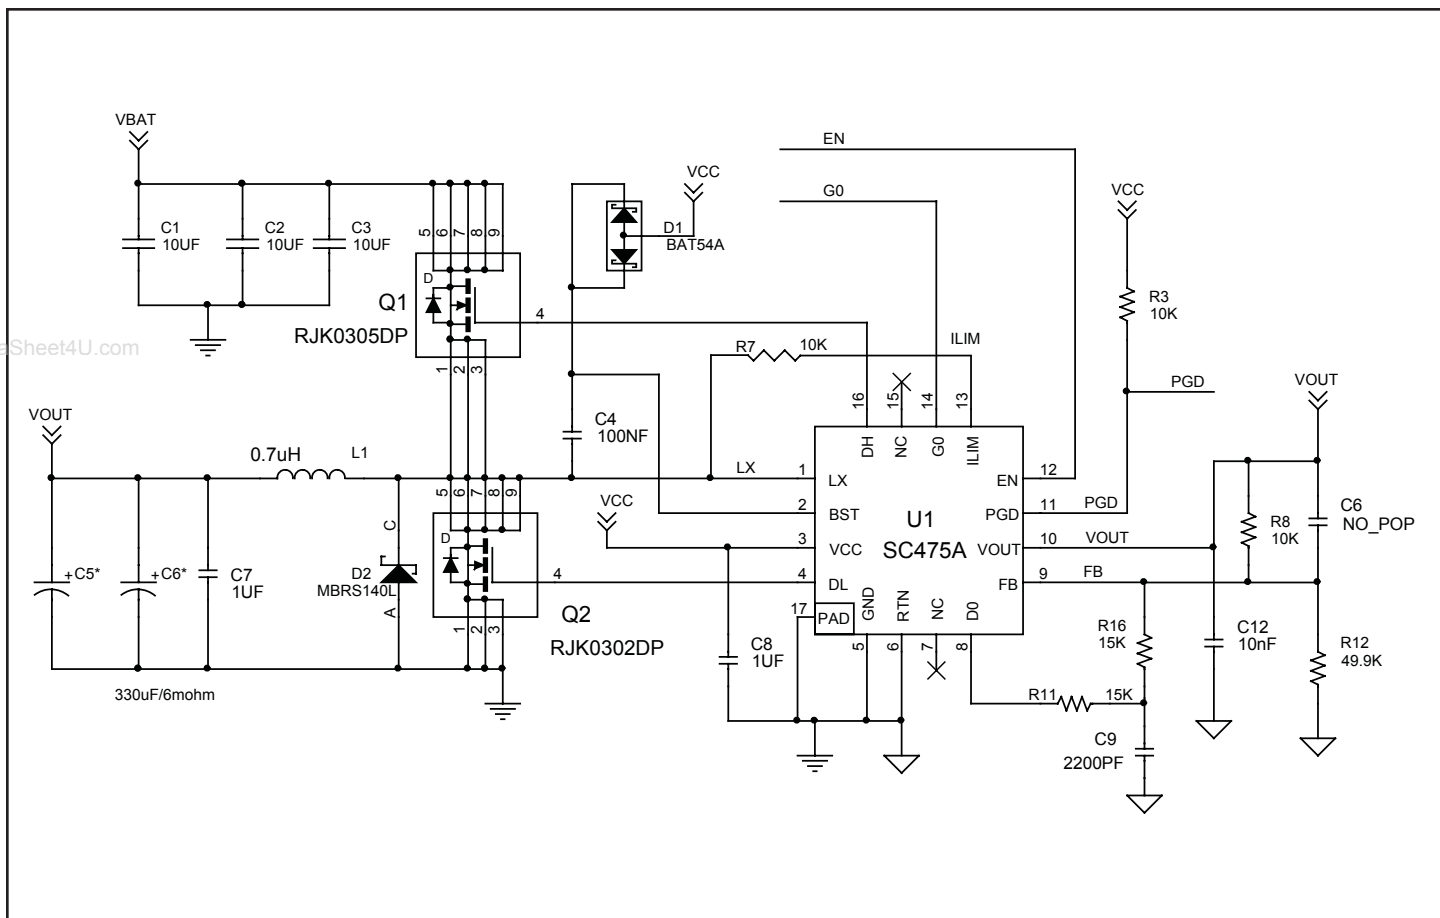 VBAT
EN
VCC
G0
VCC
C1
10UF
C2
10UF
C3
10UF
5
6
7
8
9
D1
BAT54A
D
Q1
RJK0305DP
4
R3
10K
aSheet4U.com
R7
10K
ILIM
PGD
1
2
3
16
15
14
13
VOUT
VOUT
C4
100NF
DH
NC
G0
ILIM
0.7uH
L1
LX
1
LX
EN
12
5
6
7
8
9
VCC
2
BST
U1
PGD
11
PGD
C6
NO_POP
R8
10K
C
D
3
VCC
SC475A
VOUT
10
VOUT
+C5*
+C6*
C7
1UF
D2
MBRS140L
4
4
DL
FB
9
FB
A
Q2
RJK0302DP
17
PAD
GND
RTN
NC
D0
R16
15K
C12
10nF
R12
49.9K
1
2
3
C8
1UF
5
6
7
8
330uF/6mohm
R11
15K
C9
2200PF